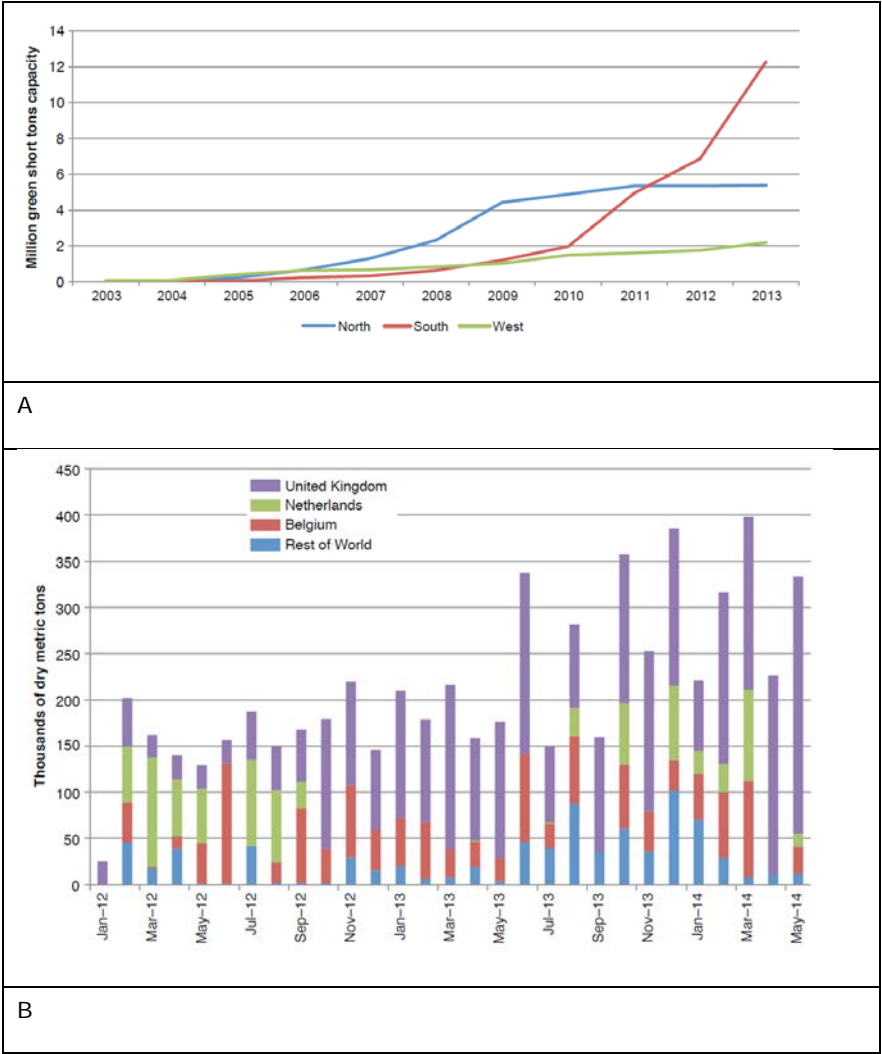 14
12
10
8
6
4
2
0
Million green short tons capacity
2003 2004 2005 2006 2007 2008 2009 2010 2011 2012 2013
North South West
A
450
400
350
300
250
200
150
100
50
0
Thousands of dry metric tons
United Kingdom
Netherlands
Belgium
Rest of World
Jan–12 Mar–12 May–12 Jul–12 Sep–12 Nov–12 Jan–13 Mar–13 May–13 Jul–13 Sep–13 Nov–13 Jan–14 Mar–14 May–14
B